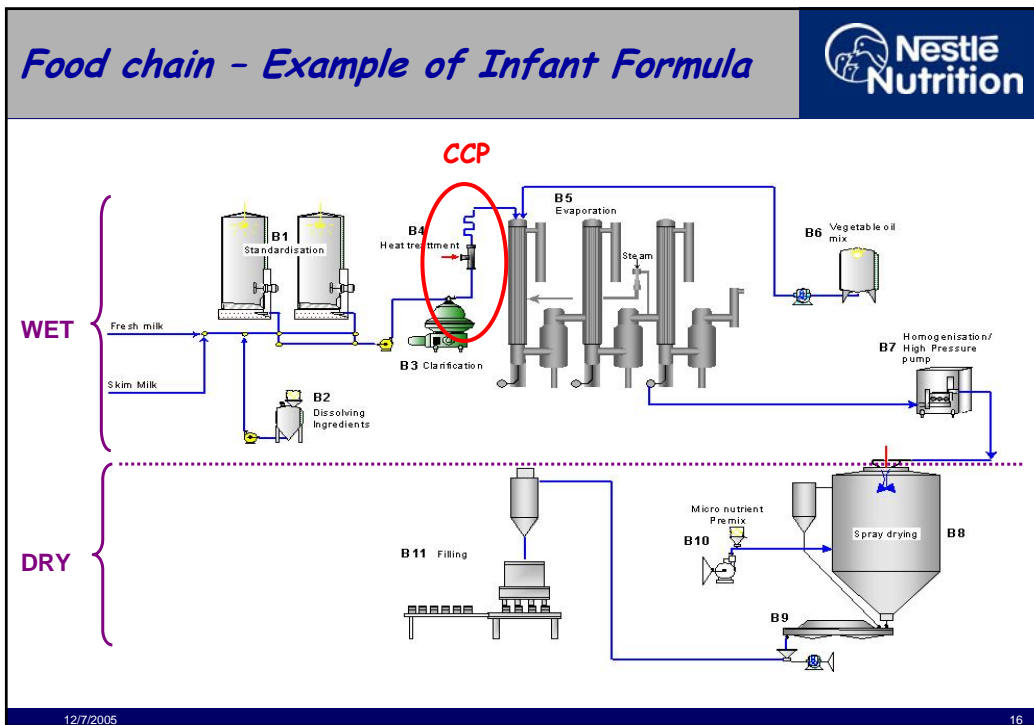 Food chain – Example of Infant Formula
Nestlé
Nutrition
CCP
WET
B1
Standardisation
B4
Heat treattment
B5
Evaporation
Steam
B6
Vegetable oil
mix
Fresh milk
Skim Milk
B2
Dissolving
Ingredients
B3 Clarification
B7
Homogenisation/
High Pressure
pump
DRY
Micro nutrient
Premix
B10
Spray drying
B8
B11 Filling
B9
12/7/2005
16